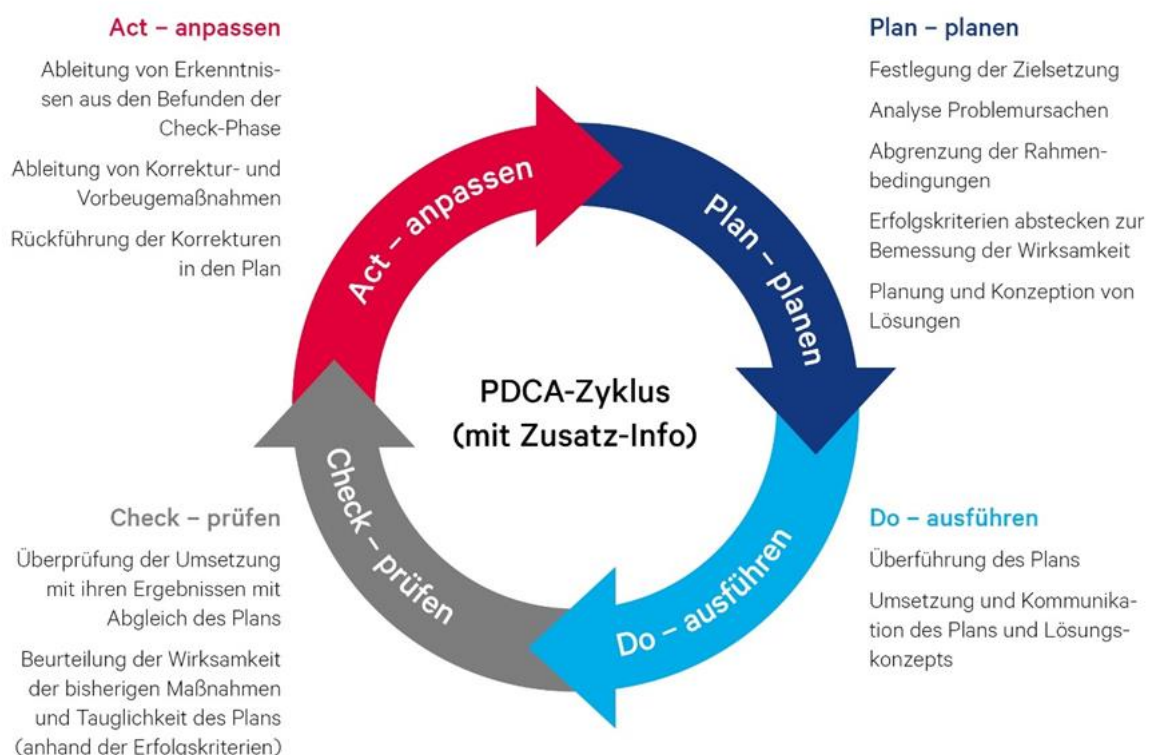 Act – anpassen
Ableitung von Erkenntnis-
sen aus den Befunden der
Check-Phase
Ableitung von Korrektur- und
Vorbeugemaßnahmen
Rückführung der Korrekturen
in den Plan
Plan – planen
Festlegung der Zielsetzung
Analyse Problemursachen
Abgrenzung der Rahmen-
bedingungen
Erfolgskriterien abstecken zur
Bemessung der Wirksamkeit
Planung und Konzeption von
Lösungen
Act – anpassen
Plan – planen
PDCA-Zyklus
(mit Zusatz-Info)
Check – prüfen
Do – ausführen
Check – prüfen
Überprüfung der Umsetzung
mit ihren Ergebnissen mit
Abgleich des Plans
Beurteilung der Wirksamkeit
der bisherigen Maßnahmen
und Tauglichkeit des Plans
(anhand der Erfolgskriterien)
Do – ausführen
Überführung des Plans
Umsetzung und Kommunika-
tion des Plans und Lösungs-
konzepts